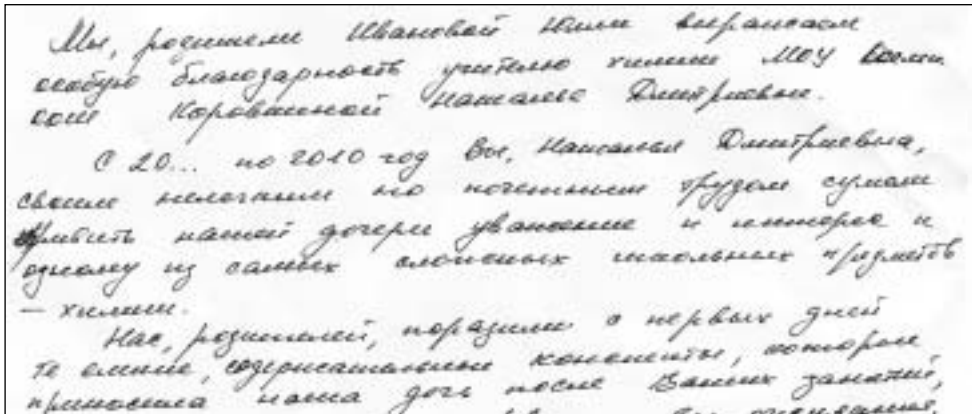 Мы, родители Ивановой Юлии выражаем
особую благодарность учителю химии МОУ
сош Коровкиной Наталье Дмитриевне.
С 20... по 2010 год Вы, Наталья Дмитриевна,
своим нелегким но почетным трудом сумели
привить нашей дочери уважение и интерес к
одному из самых сложных школьных предметов
— химии.
Нас, родителей, поразили с первых дней
те емкие, содержательные конспекты, которые
приносила наша дочь после Ваших занятий,